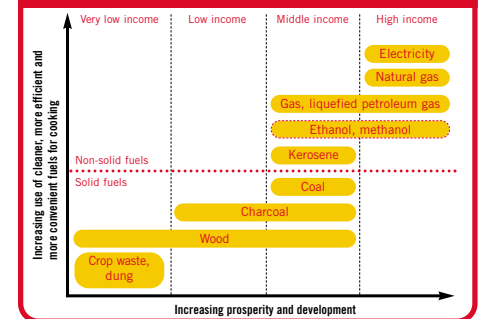 Very low income
Low income
Middle income
High income
Electricity
Natural gas
Gas, liquefied petroleum gas
Ethanol, methanol
Kerosene
Non-solid fuels
Solid fuels
Coal
Charcoal
Wood
Crop waste,
dung
Increasing use of cleaner, more efficient and
more convenient fuels for cooking
Increasing prosperity and development